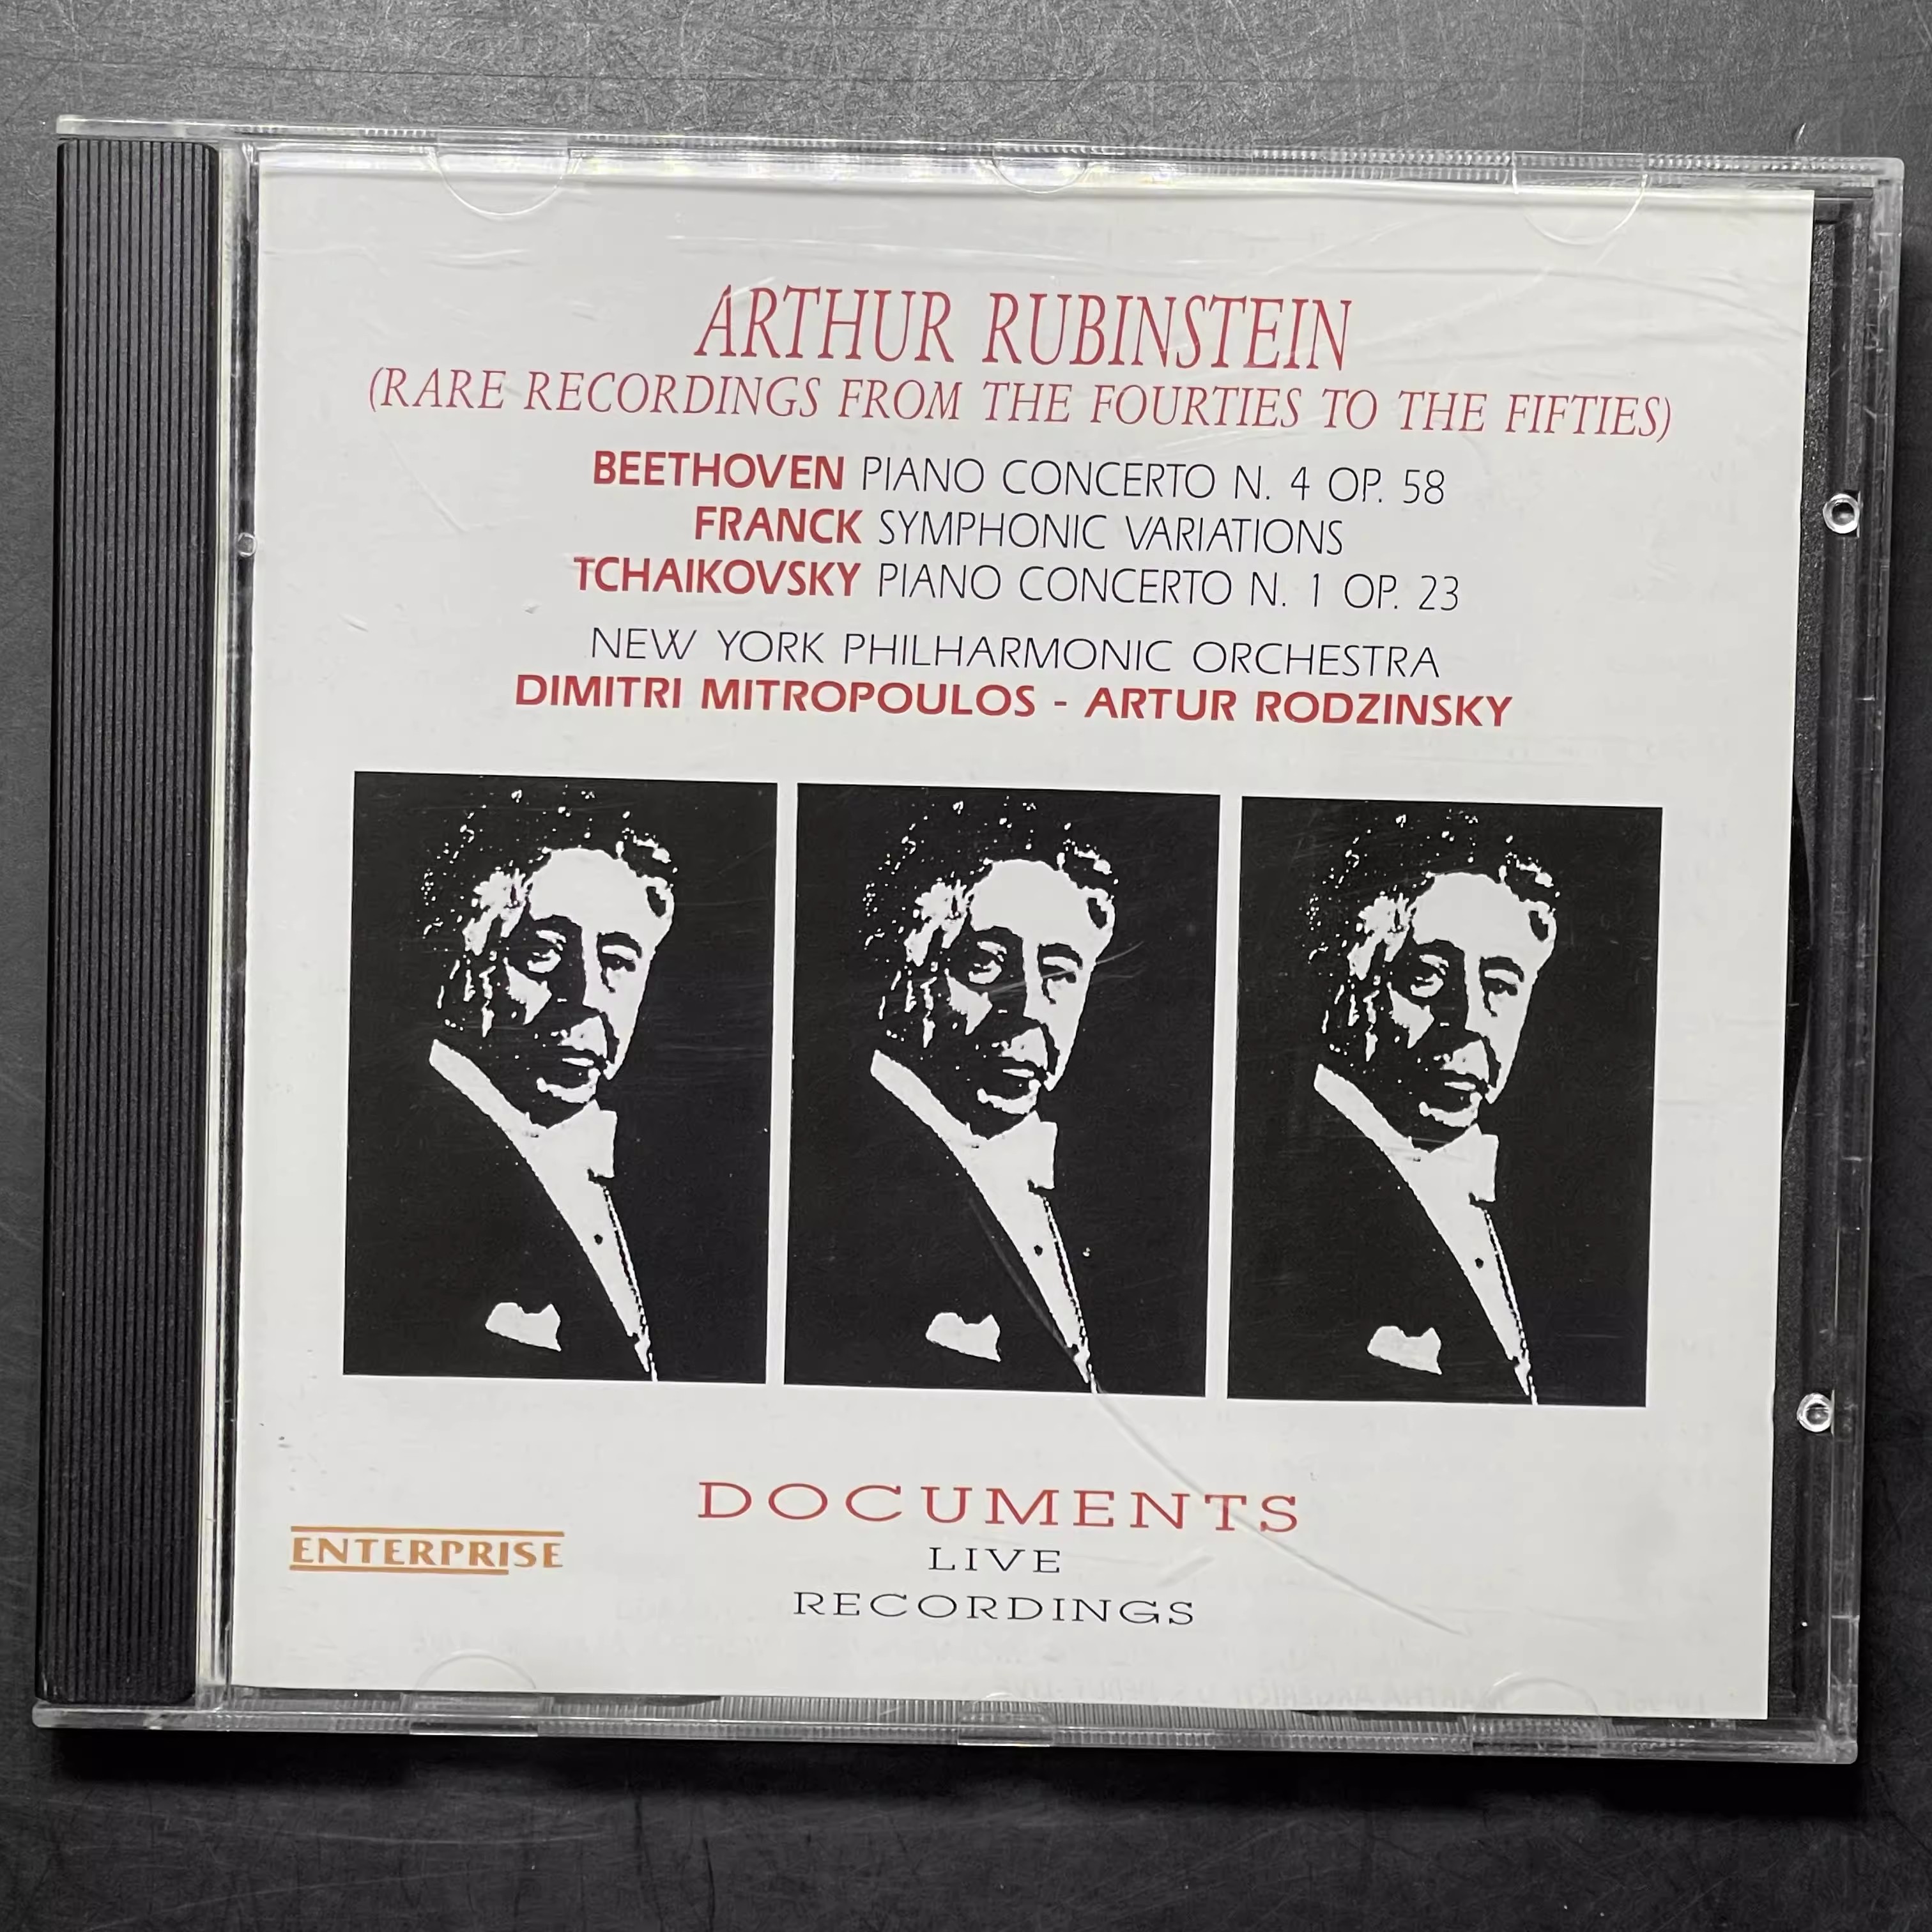 ARTHUR RUBINSTEIN
(RARE RECORDINGS FROM THE FOURTIES TO THE FIFTIES)
BEETHOVEN PIANO CONCERTO N. 4 OP. 58
FRANCK SYMPHONIC VARIATIONS
TCHAIKOVSKY PIANO CONCERTO N. 1 OP. 23
NEW YORK PHILHARMONIC ORCHESTRA
DIMITRI MITROPOULOS - ARTUR RODZINSKY
DOCUMENTS
LIVE
RECORDINGS
ENTERPRISE